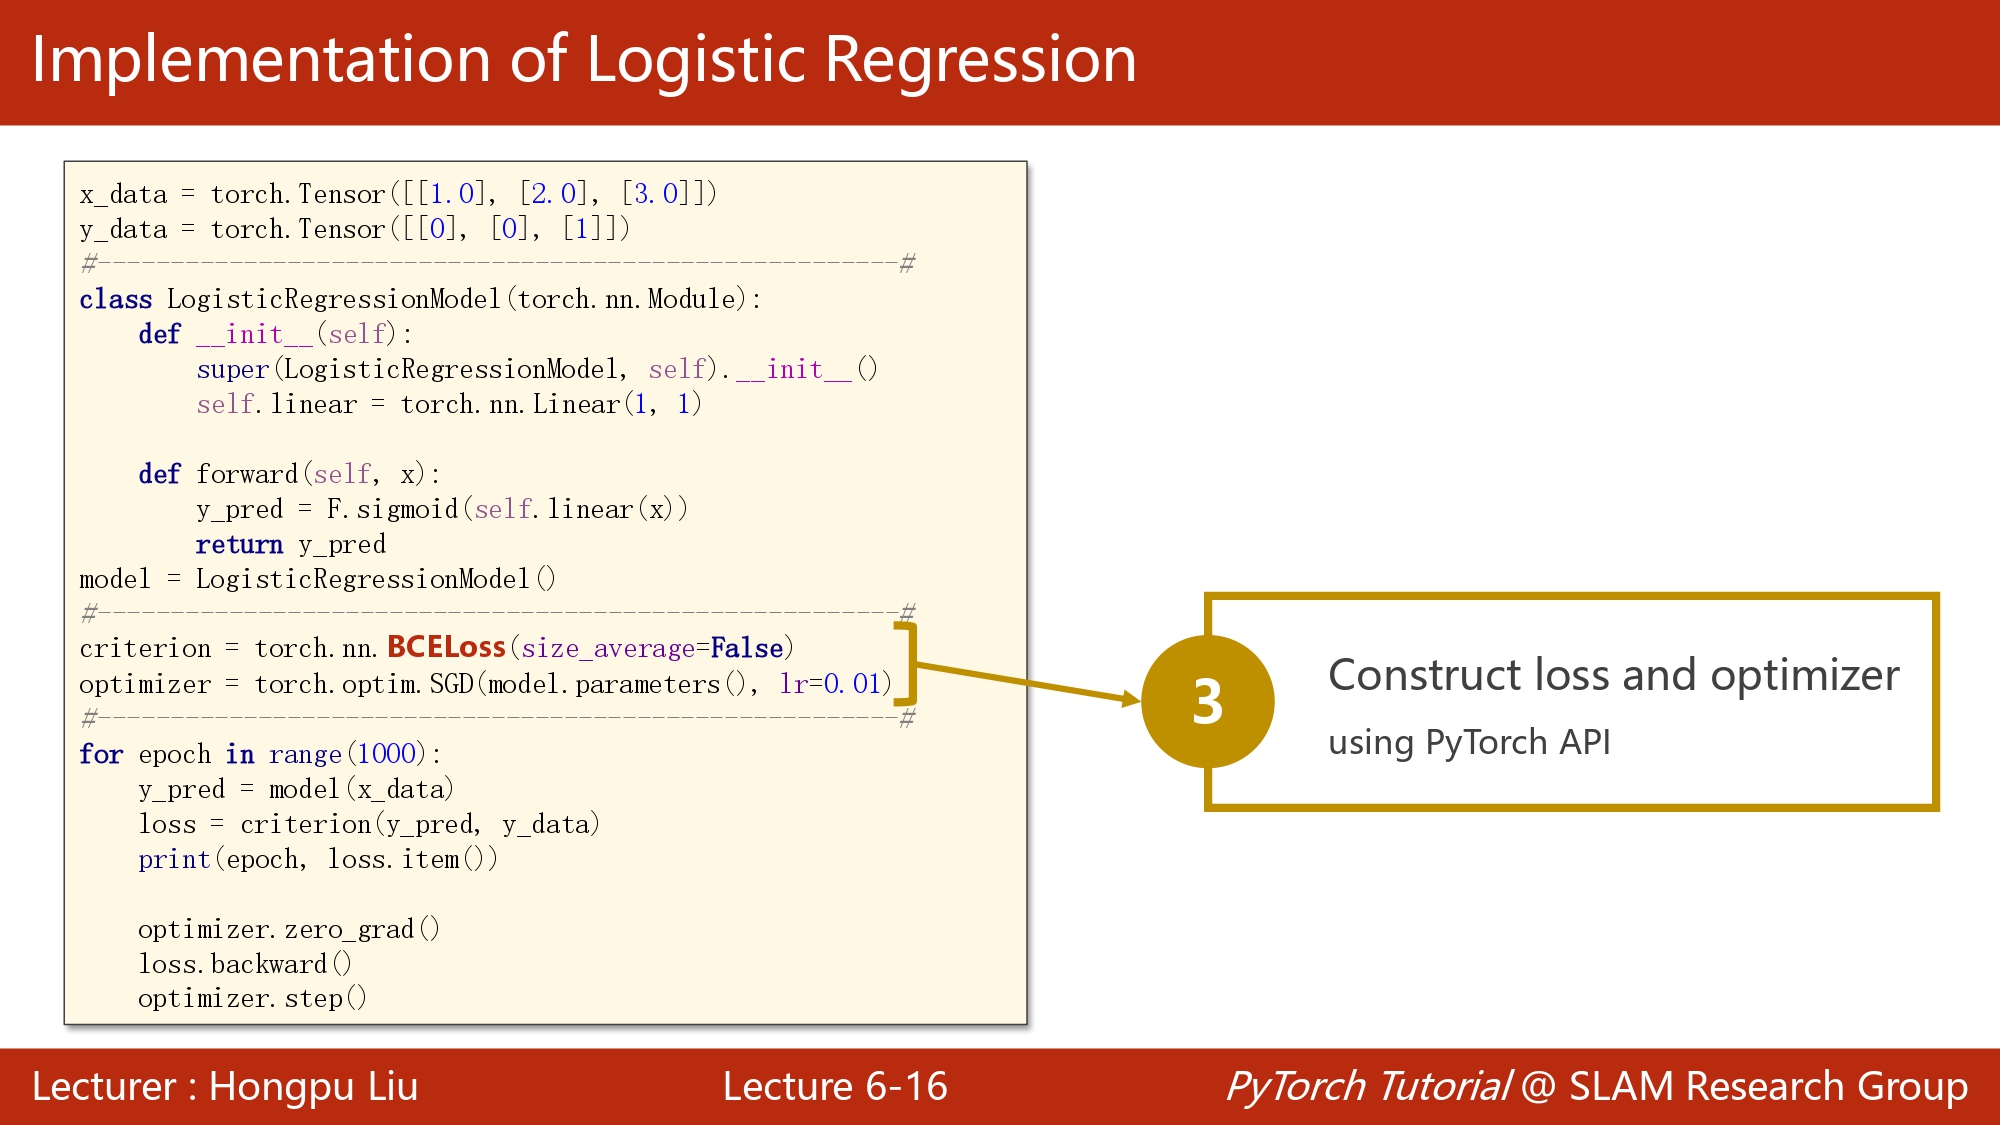 Implementation of Logistic Regression
x_data = torch.Tensor([[1.0], [2.0], [3.0]])
y_data = torch.Tensor([[0], [0], [1]])
#-------------------------------------------------------#
class LogisticRegressionModel(torch.nn.Module):
    def __init__(self):
        super(LogisticRegressionModel, self).__init__()
        self.linear = torch.nn.Linear(1, 1)

    def forward(self, x):
        y_pred = F.sigmoid(self.linear(x))
        return y_pred
model = LogisticRegressionModel()
#-------------------------------------------------------#
criterion = torch.nn.BCELoss(size_average=False)
optimizer = torch.optim.SGD(model.parameters(), lr=0.01)
#-------------------------------------------------------#
for epoch in range(1000):
    y_pred = model(x_data)
    loss = criterion(y_pred, y_data)
    print(epoch, loss.item())

    optimizer.zero_grad()
    loss.backward()
    optimizer.step()
3
Construct loss and optimizer
using PyTorch API
Lecturer : Hongpu Liu
Lecture 6-16
PyTorch Tutorial @ SLAM Research Group